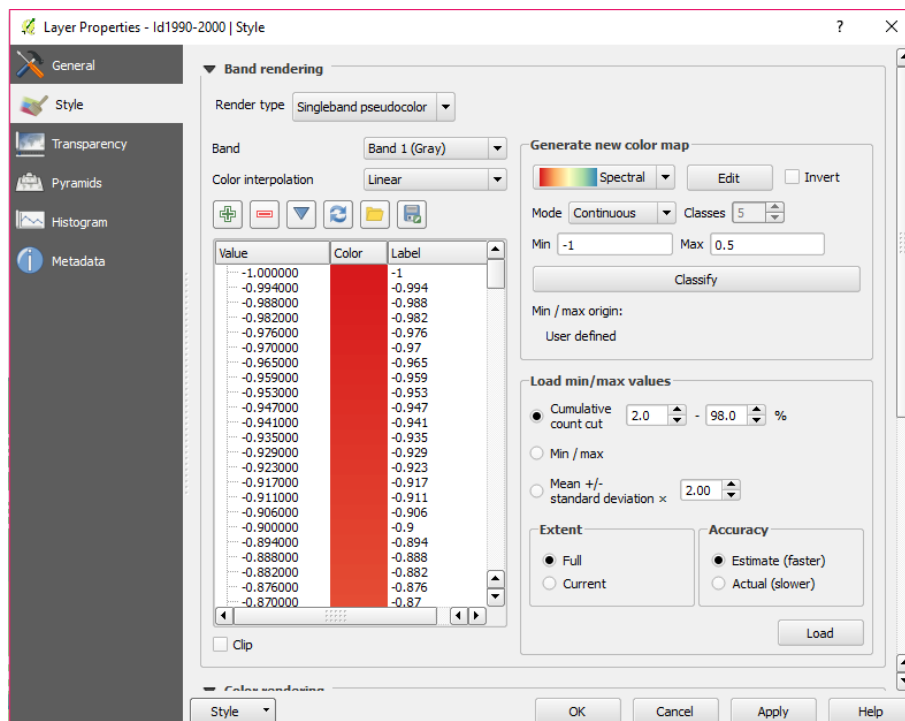 Layer Properties - ld1990-2000 | Style
?
General
Style
Transparency
Pyramids
Histogram
Metadata
Band rendering
Render type Singleband pseudocolor
Band Band 1 (Gray)
Color interpolation Linear
Value Color Label
-1.000000 -1
-0.994000 -0.994
-0.988000 -0.988
-0.982000 -0.982
-0.976000 -0.976
-0.970000 -0.97
-0.965000 -0.965
-0.959000 -0.959
-0.953000 -0.953
-0.947000 -0.947
-0.941000 -0.941
-0.935000 -0.935
-0.929000 -0.929
-0.923000 -0.923
-0.917000 -0.917
-0.911000 -0.911
-0.906000 -0.906
-0.900000 -0.9
-0.894000 -0.894
-0.888000 -0.888
-0.882000 -0.882
-0.876000 -0.876
-0.870000 -0.87
Clip
Generate new color map
Spectral Edit Invert
Mode Continuous Classes 5
Min -1 Max 0.5
Classify
Min / max origin:
User defined
Load min/max values
Cumulative
count cut 2.0 - 98.0 %
Min / max
Mean +/-
standard deviation × 2.00
Extent
Full
Current
Accuracy
Estimate (faster)
Actual (slower)
Load
Color rendering
Style OK Cancel Apply Help